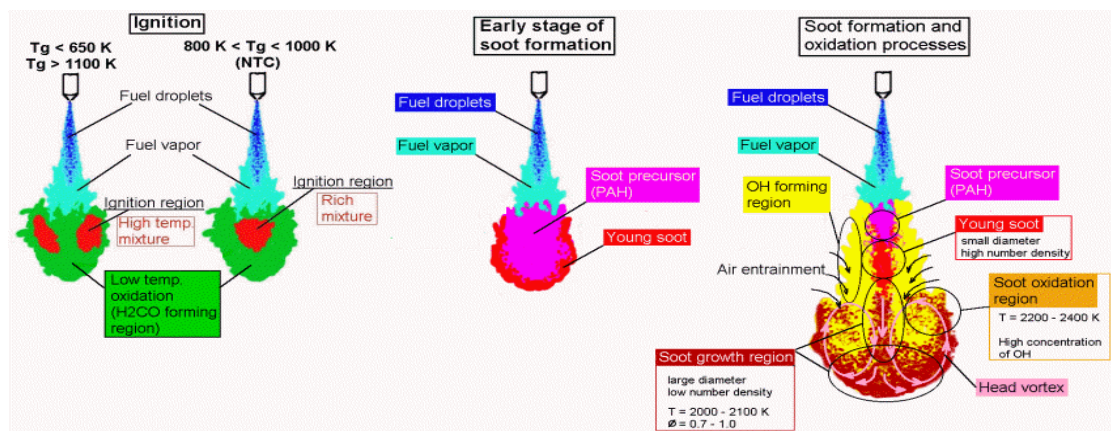 Ignition
Tg < 650 K
Tg > 1100 K
800 K < Tg < 1000 K
(NTC)
Fuel droplets
Fuel vapor
Ignition region
High temp.
mixture
Ignition region
Rich
mixture
Low temp.
oxidation
(H2CO forming
region)
Early stage of
soot formation
Fuel droplets
Fuel vapor
Soot precursor
(PAH)
Young soot
Soot formation and
oxidation processes
Fuel droplets
Fuel vapor
OH forming
region
Soot precursor
(PAH)
Young soot
small diameter
high number density
Air entrainment
Soot oxidation
region
T = 2200 - 2400 K
High concentration
of OH
Soot growth region
large diameter
low number density
T = 2000 - 2100 K
Ø = 0.7 - 1.0
Head vortex